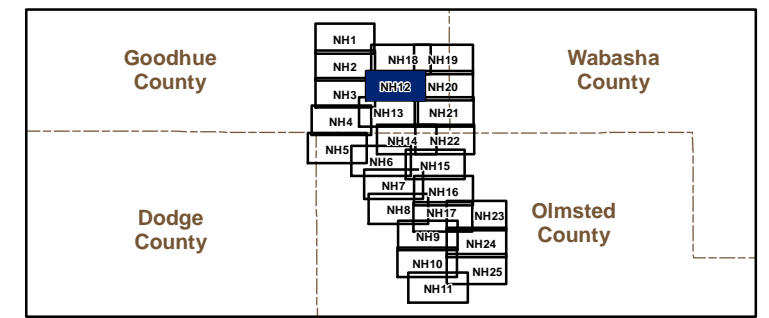 NH1
Goodhue
County
NH18
NH19
Wabasha
County
NH2
NH12
NH20
NH3
NH13
NH21
NH4
NH14
NH22
NH5
NH6
NH15
NH7
NH16
Dodge
County
NH8
NH17
NH23
Olmsted
County
NH9
NH24
NH10
NH25
NH11